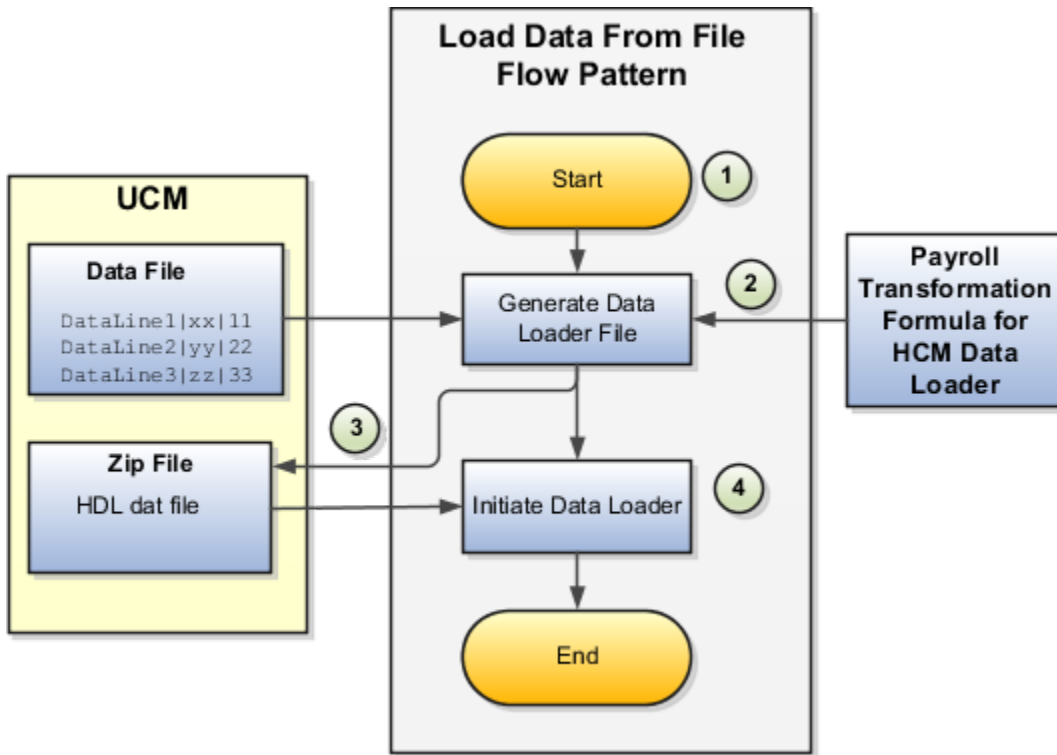 Load Data From File
Flow Pattern
Start
1
UCM
Data File
DataLine1|xx|11
DataLine2|yy|22
DataLine3|zz|33
Generate Data
Loader File
2
Payroll
Transformation
Formula for
HCM Data
Loader
3
Zip File
HDL dat file
Initiate Data Loader
4
End